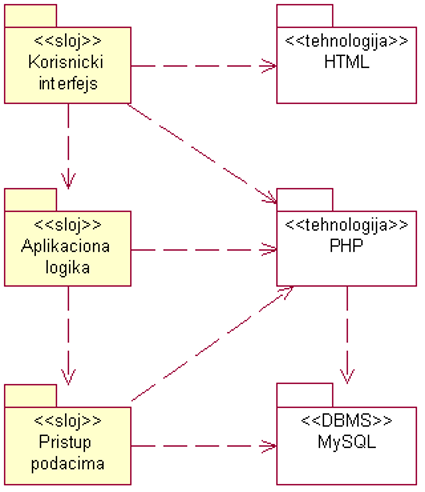 <<sloj>>
Korisnicki
interfejs
<<tehnologija>>
HTML
<<sloj>>
Aplikaciona
logika
<<tehnologija>>
PHP
<<sloj>>
Pristup
podacima
<<DBMS>>
MySQL